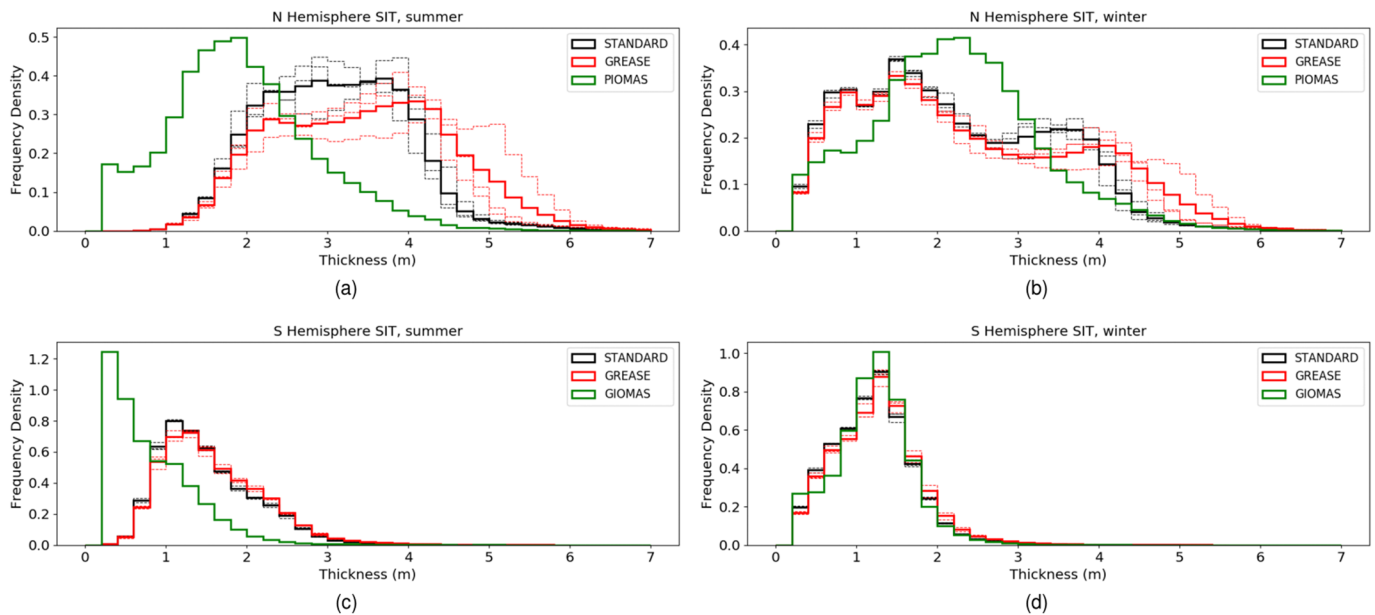 N Hemisphere SIT, summer
Frequency Density
0.5
0.4
0.3
0.2
0.1
0.0
STANDARD
GREASE
PIOMAS
0 1 2 3 4 5 6 7
Thickness (m)
(a)
N Hemisphere SIT, winter
Frequency Density
0.4
0.3
0.2
0.1
0.0
STANDARD
GREASE
PIOMAS
0 1 2 3 4 5 6 7
Thickness (m)
(b)
S Hemisphere SIT, summer
Frequency Density
1.2
1.0
0.8
0.6
0.4
0.2
0.0
STANDARD
GREASE
GIOMAS
0 1 2 3 4 5 6 7
Thickness (m)
(c)
S Hemisphere SIT, winter
Frequency Density
1.0
0.8
0.6
0.4
0.2
0.0
STANDARD
GREASE
GIOMAS
0 1 2 3 4 5 6 7
Thickness (m)
(d)